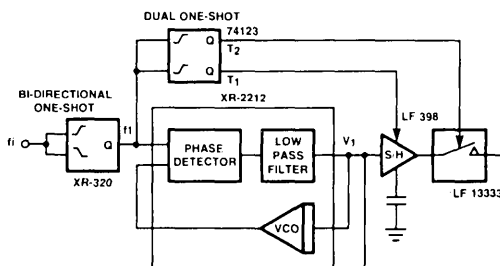 DUAL ONE-SHOT
74123
Q
T2
Q
T1
BI-DIRECTIONAL
ONE-SHOT
XR-2212
LF 398
fi
Q
f1
XR-320
PHASE
DETECTOR
LOW
PASS
FILTER
V1
S/H
LF 13333
VCO